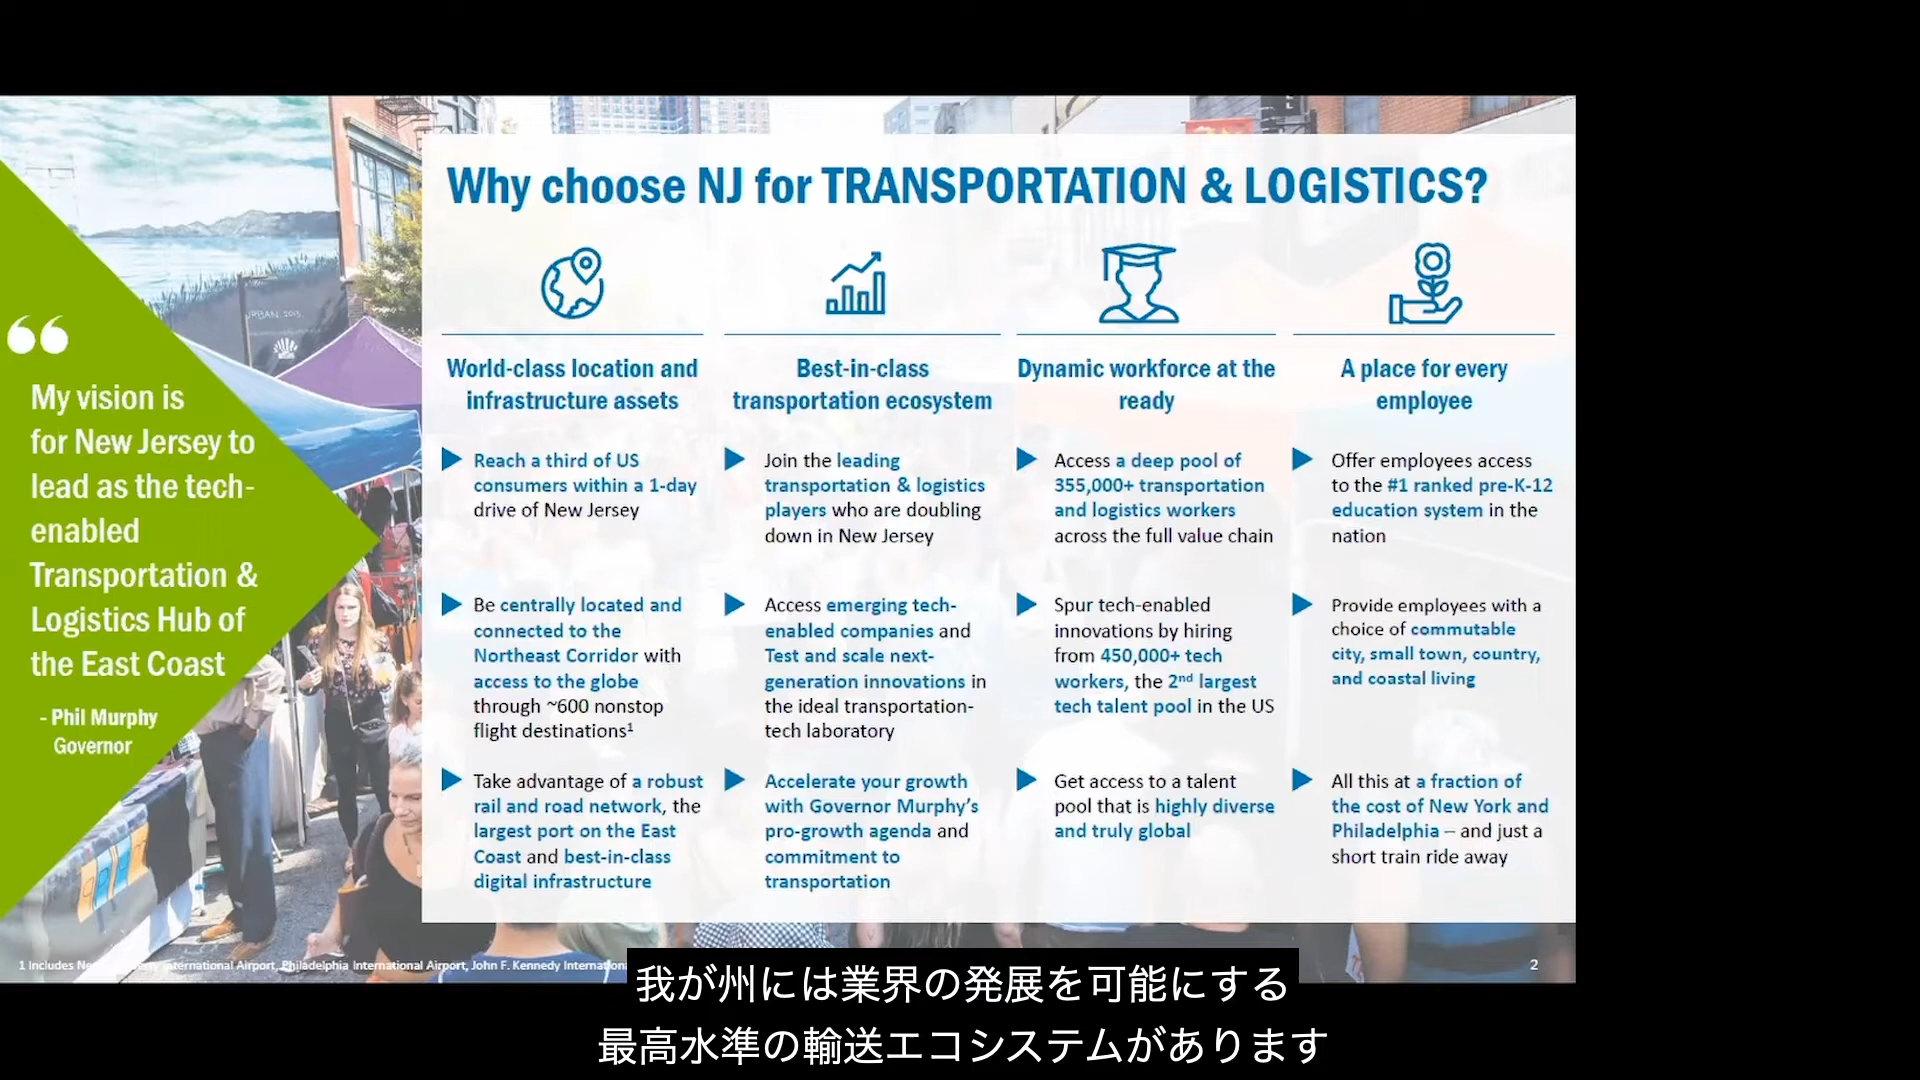 Why choose NJ for TRANSPORTATION & LOGISTICS?
“
My vision is
for New Jersey to
lead as the tech-
enabled
Transportation &
Logistics Hub of
the East Coast
- Phil Murphy
Governor
World-class location and
infrastructure assets
Reach a third of US
consumers within a 1-day
drive of New Jersey
Be centrally located and
connected to the
Northeast Corridor with
access to the globe
through ~600 nonstop
flight destinations¹
Take advantage of a robust
rail and road network, the
largest port on the East
Coast and best-in-class
digital infrastructure
Best-in-class
transportation ecosystem
Join the leading
transportation & logistics
players who are doubling
down in New Jersey
Access emerging tech-
enabled companies and
Test and scale next-
generation innovations in
the ideal transportation-
tech laboratory
Accelerate your growth
with Governor Murphy’s
pro-growth agenda and
commitment to
transportation
Dynamic workforce at the
ready
Access a deep pool of
355,000+ transportation
and logistics workers
across the full value chain
Spur tech-enabled
innovations by hiring
from 450,000+ tech
workers, the 2nd largest
tech talent pool in the US
Get access to a talent
pool that is highly diverse
and truly global
A place for every
employee
Offer employees access
to the #1 ranked pre-K-12
education system in the
nation
Provide employees with a
choice of commutable
city, small town, country,
and coastal living
All this at a fraction of
the cost of New York and
Philadelphia – and just a
short train ride away
URBAN 2013
1 Includes International Airport, Philadelphia International Airport, John F. Kennedy
2
我が州には業界の発展を可能にする
最高水準の輸送エコシステムがあります